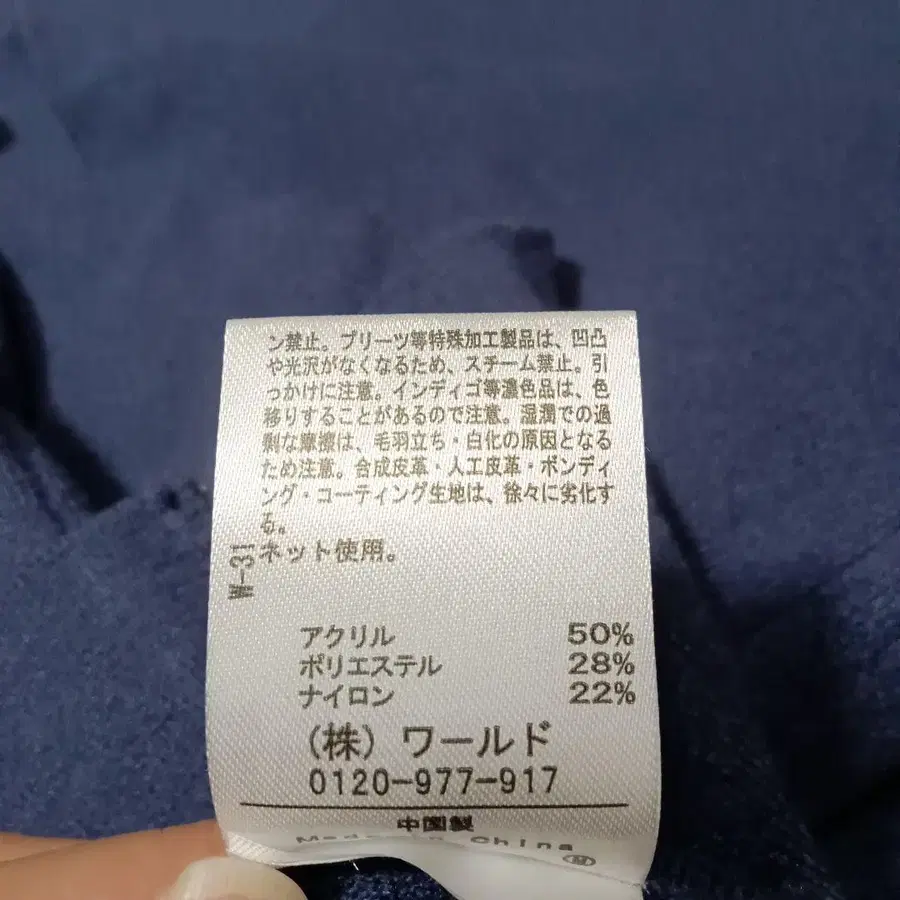 ン禁止。プリーツ等特殊加工製品は、凹凸
や光沢がなくなるため、スチーム禁止。引
っかけに注意。インディゴ等濃色品は、色
移りすることがあるので注意。湿潤での過
剰な摩擦は、毛羽立ち・白化の原因となる
ため注意。合成皮革・人工皮革・ボンディ
ング・コーティング生地は、徐々に劣化す
る。
ネット使用。
W-31
アクリル 50%
ポリエステル 28%
ナイロン 22%
(株) ワールド
0120-977-917
中国製
Made in China
M